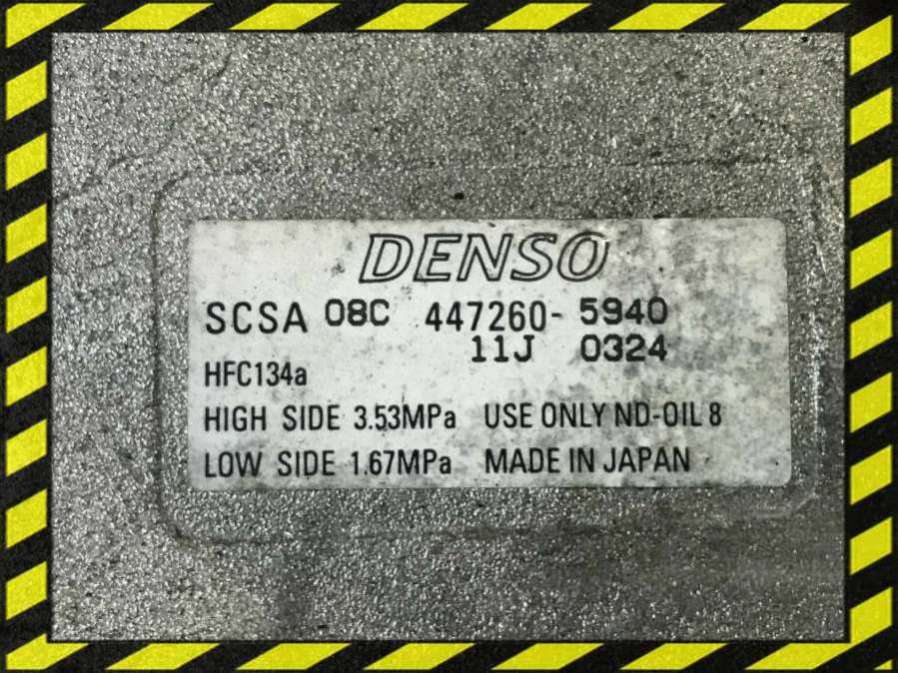 DENSO
SCSA 08C 447260-5940
11J 0324
HFC134a
HIGH SIDE 3.53MPa USE ONLY ND-OIL 8
LOW SIDE 1.67MPa MADE IN JAPAN